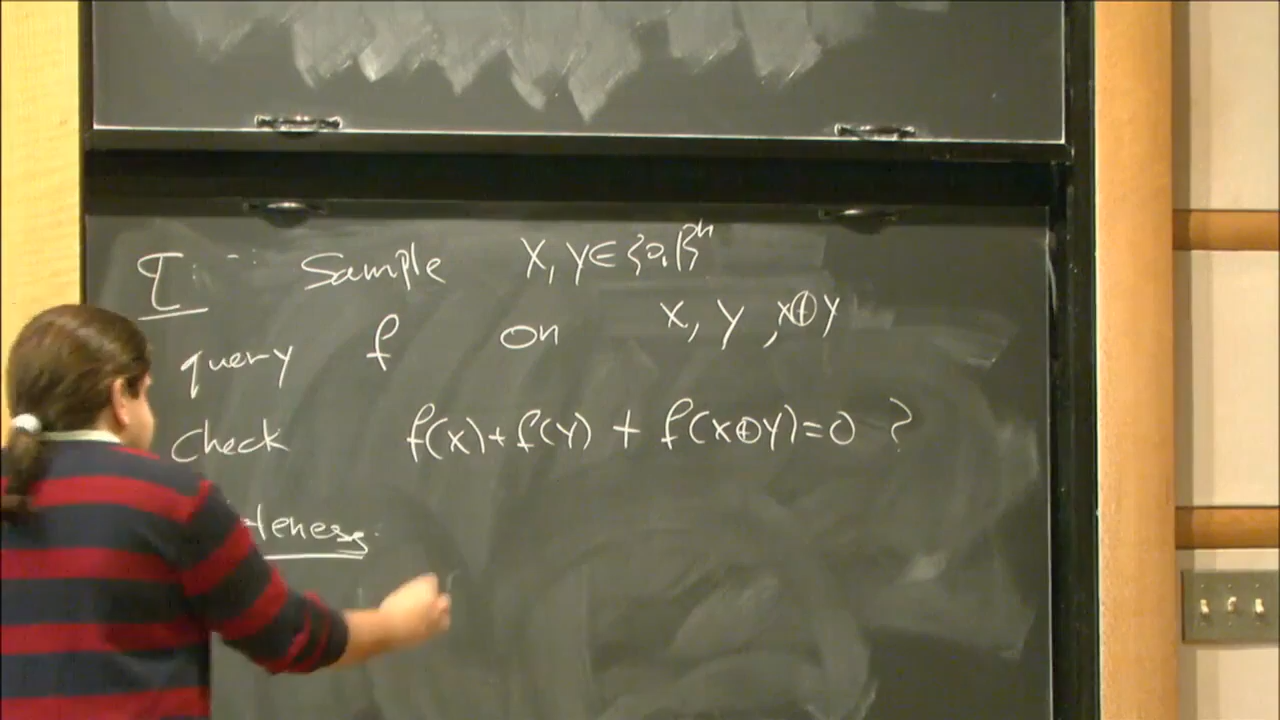 T : Sample x, y ∈ {0,1}^n
query f on x, y, x⊕y
check f(x)+f(y) + f(x⊕y)=0 ?